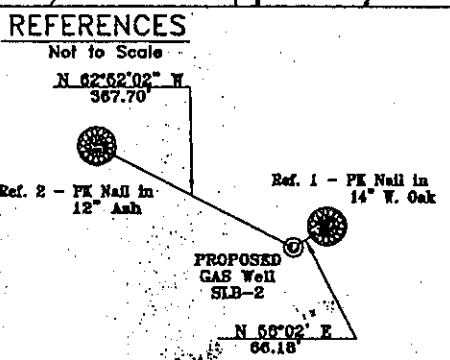 REFERENCES
Not to Scale
N 62°52'02" W
367.70'
Ref. 2 - PK Nail in
12" Ash
Ref. 1 - PK Nail in
14" W. Oak
PROPOSED
GAS Well
SLB-2
N 56°02' E
66.18'